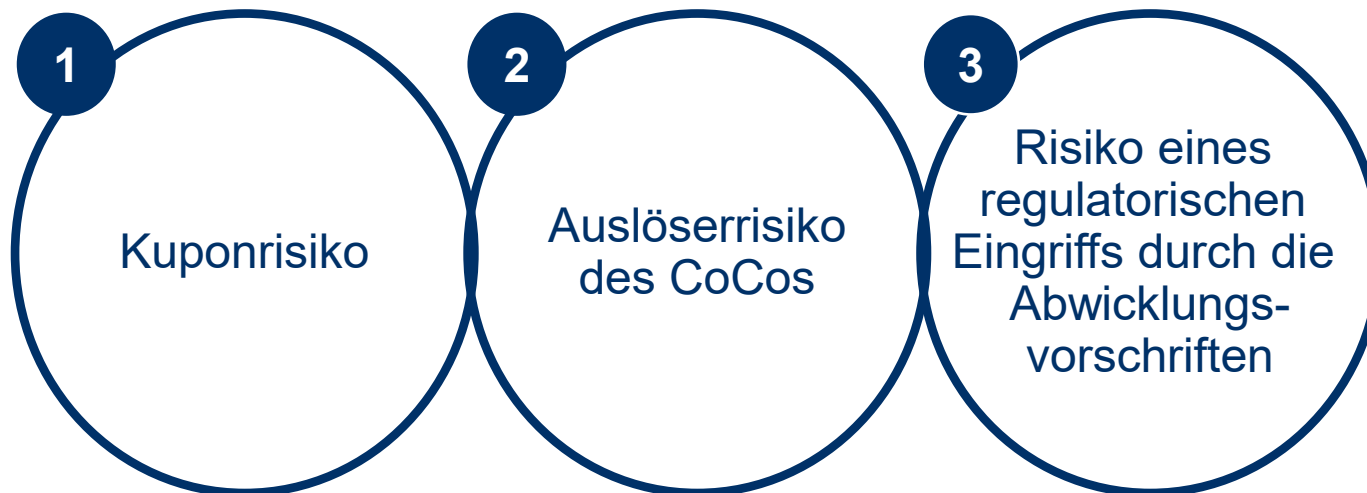 1
Kuponrisiko
2
Auslöserrisiko
des CoCos
3
Risiko eines
regulatorischen
Eingriffs durch die
Abwicklungs-
vorschriften